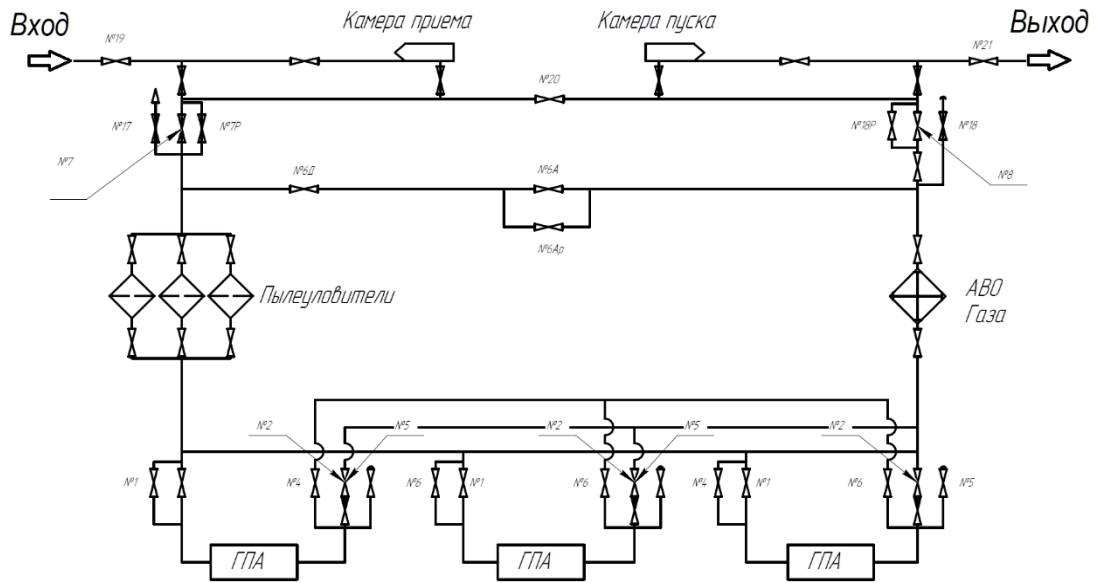 Вход
№19
Камера приема
Камера пуска
№21
Выход
№20
№17
№7Р
№18Р
№18
№7
№8
№6Д
№6А
№6Ар
Пылеуловители
АВО
Газа
№2
№5
№2
№5
№2
№1
№4
№6
№1
№6
№4
№1
№6
№5
ГПА
ГПА
ГПА